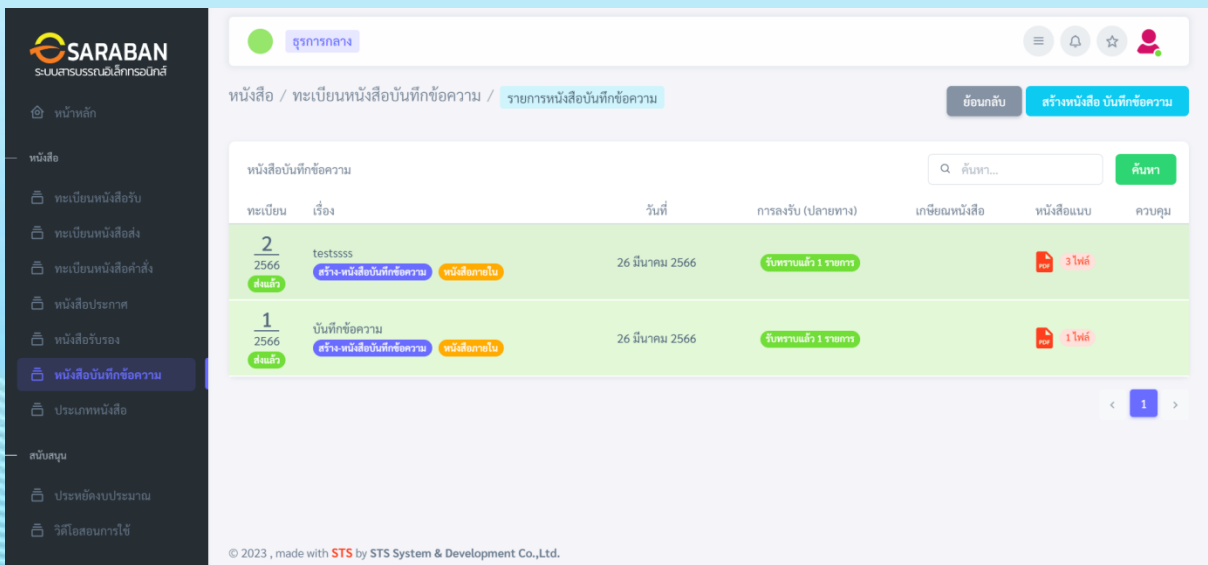 SARABAN
ระบบสารบรรณอิเล็กทรอนิกส์
หน้าหลัก
หนังสือ
ทะเบียนหนังสือรับ
ทะเบียนหนังสือส่ง
ทะเบียนหนังสือคำสั่ง
หนังสือประกาศ
หนังสือรับรอง
หนังสือบันทึกข้อความ
ประเภทหนังสือ
สนับสนุน
ประหยัดงบประมาณ
วิดีโอสอนการใช้
ธุรการกลาง
หนังสือ / ทะเบียนหนังสือบันทึกข้อความ / รายการหนังสือบันทึกข้อความ
ย้อนกลับ สร้างหนังสือ บันทึกข้อความ
หนังสือบันทึกข้อความ ค้นหา... ค้นหา
ทะเบียน เรื่อง วันที่ การลงรับ (ปลายทาง) เกษียณหนังสือ หนังสือแนบ ควบคุม
2
2566
ส่งแล้ว
testssss
สร้าง-หนังสือบันทึกข้อความ หนังสือภายใน
26 มีนาคม 2566 รับทราบแล้ว 1 รายการ PDF 3 ไฟล์
1
2566
ส่งแล้ว
บันทึกข้อความ
สร้าง-หนังสือบันทึกข้อความ หนังสือภายใน
26 มีนาคม 2566 รับทราบแล้ว 1 รายการ PDF 1 ไฟล์
< 1 >
© 2023 , made with STS by STS System & Development Co.,Ltd.